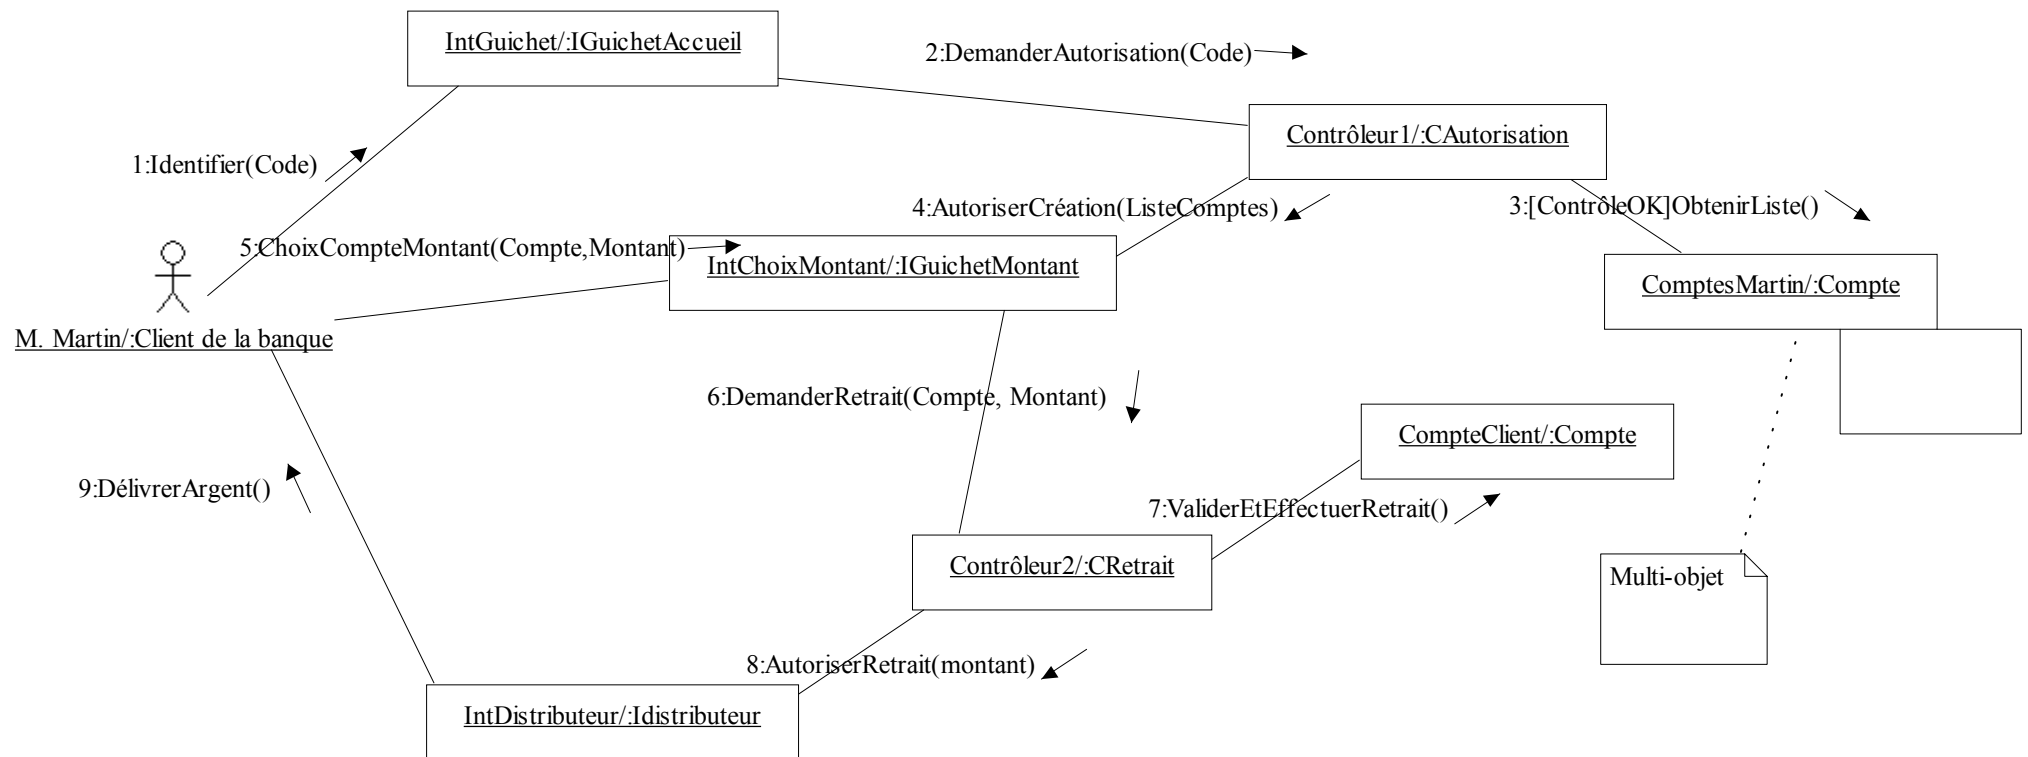 IntGuichet/:IGuichetAccueil
2:DemanderAutorisation(Code)
Contrôleur1/:CAutorisation
1:Identifier(Code)
4:AutoriserCréation(ListeComptes)
3:[ContrôleOK]ObtenirListe()
5:ChoixCompteMontant(Compte,Montant)
IntChoixMontant/:IGuichetMontant
ComptesMartin/:Compte
M. Martin/:Client de la banque
6:DemanderRetrait(Compte, Montant)
CompteClient/:Compte
9:DélivrerArgent()
7:ValiderEtEffectuerRetrait()
Contrôleur2/:CRetrait
Multi-objet
8:AutoriserRetrait(montant)
IntDistributeur/:Idistributeur